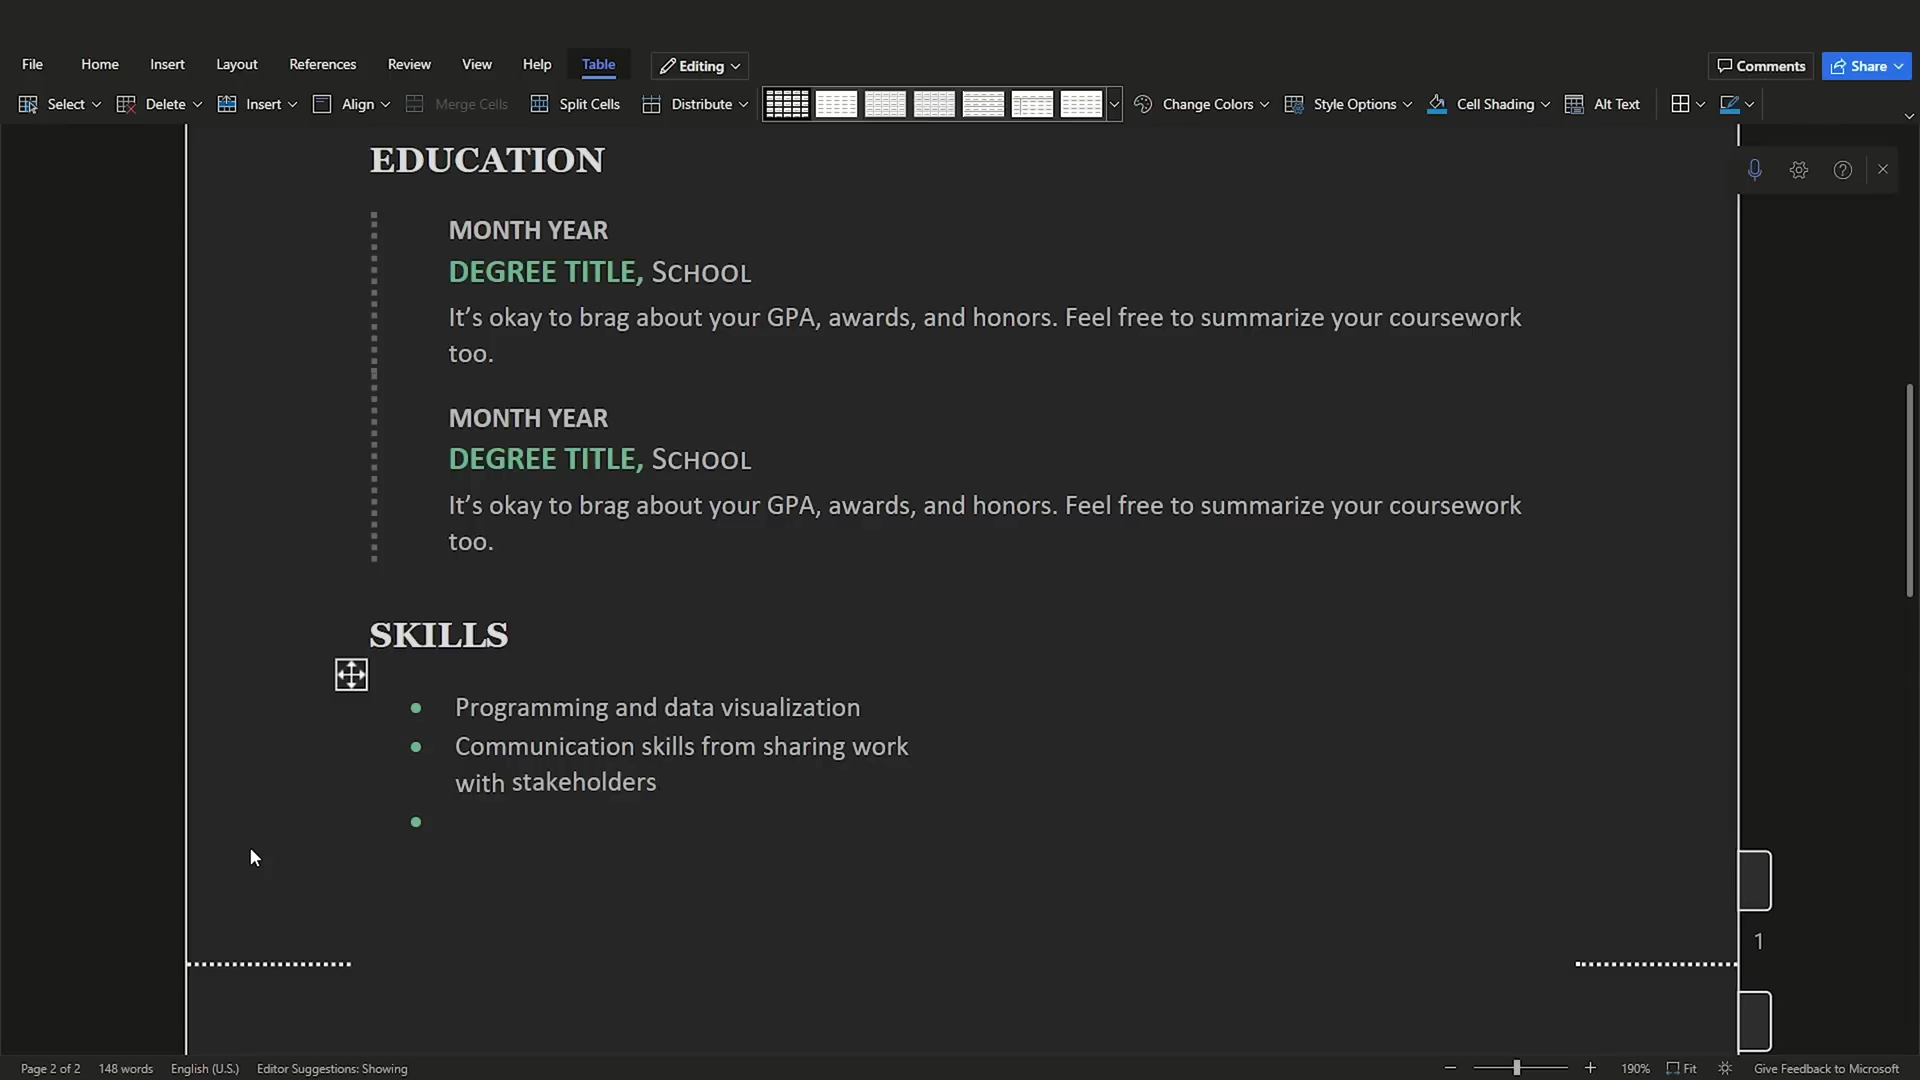 File Home Insert Layout References Review View Help Table Editing Comments Share
Select Delete Insert Align Merge Cells Split Cells Distribute Change Colors Style Options Cell Shading Alt Text
EDUCATION
MONTH YEAR
DEGREE TITLE, SCHOOL
It’s okay to brag about your GPA, awards, and honors. Feel free to summarize your coursework
too.
MONTH YEAR
DEGREE TITLE, SCHOOL
It’s okay to brag about your GPA, awards, and honors. Feel free to summarize your coursework
too.
SKILLS
• Programming and data visualization
• Communication skills from sharing work
with stakeholders
•
1
Page 2 of 2 148 words English (U.S.) Editor Suggestions: Showing 190% Fit Give Feedback to Microsoft